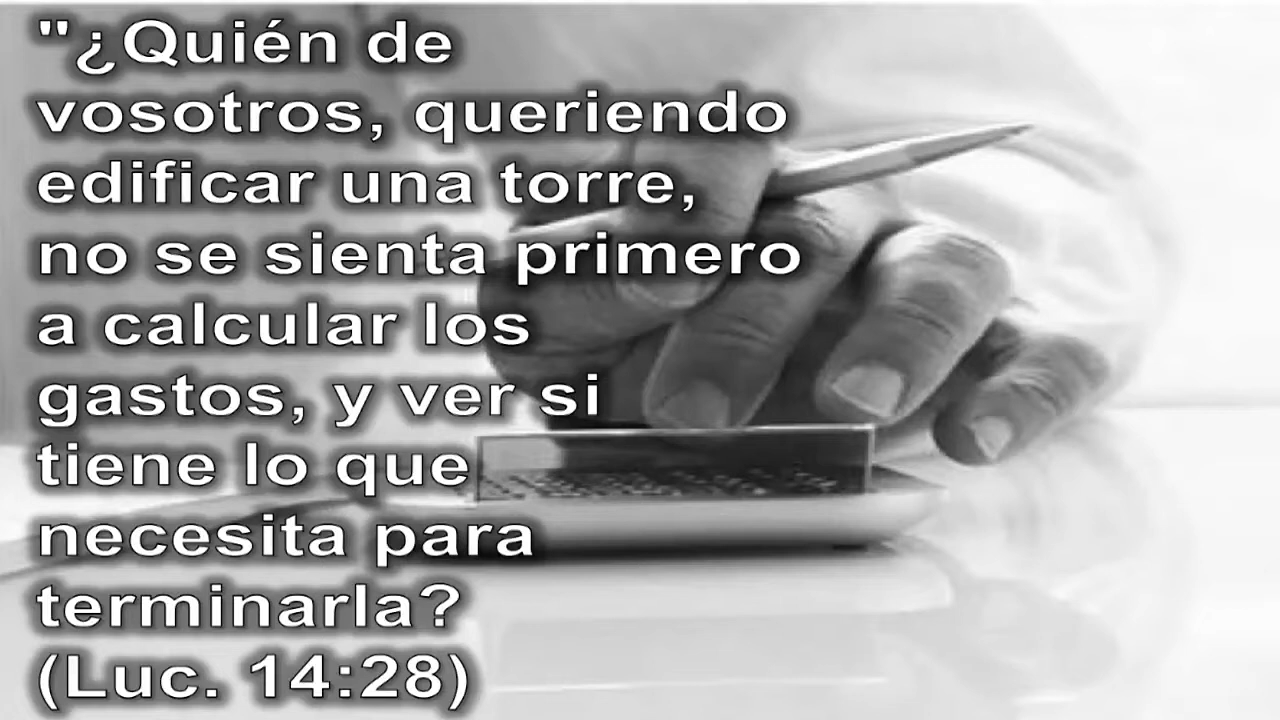 "¿Quién de
vosotros, queriendo
edificar una torre,
no se sienta primero
a calcular los
gastos, y ver si
tiene lo que
necesita para
terminarla?
(Luc. 14:28)